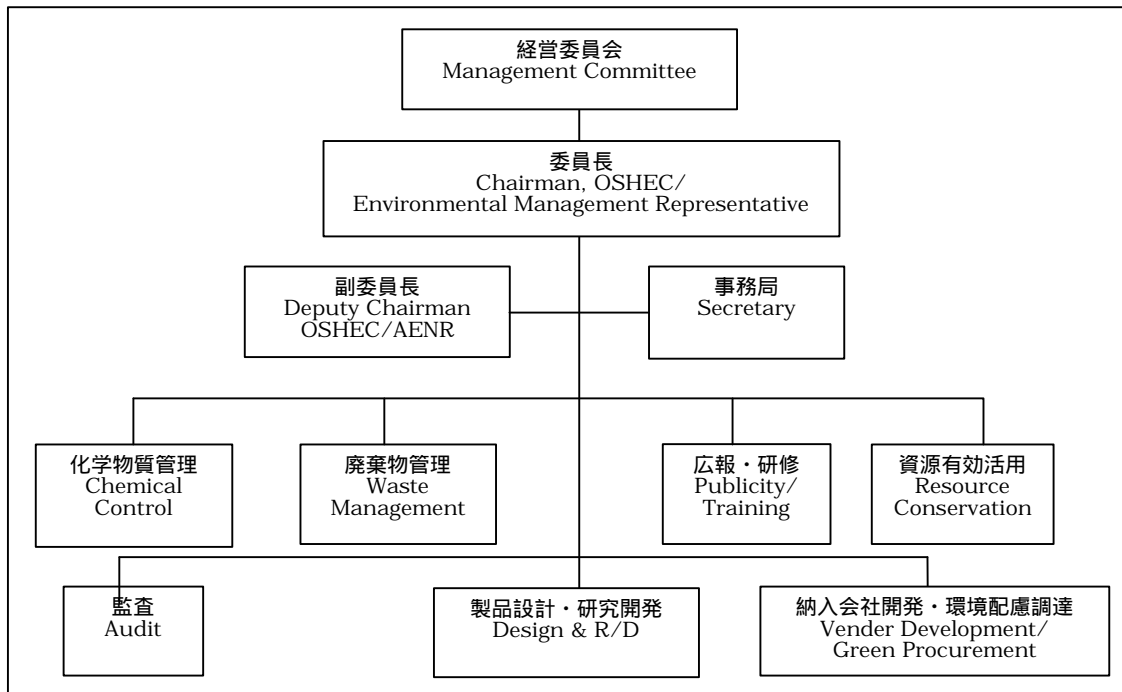 経営委員会
Management Committee
委員長
Chairman, OSHEC/
Environmental Management Representative
副委員長
Deputy Chairman
OSHEC/AENR
事務局
Secretary
化学物質管理
Chemical
Control
廃棄物管理
Waste
Management
広報・研修
Publicity/
Training
資源有効活用
Resource
Conservation
監査
Audit
製品設計・研究開発
Design & R/D
納入会社開発・環境配慮調達
Vender Development/
Green Procurement